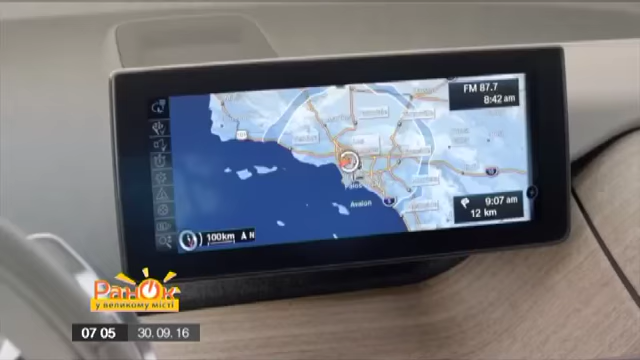 FM 87.7
8:42 am
Avalon
9:07 am
12 km
100km
N
РанОк
у великому місті
07 05 30.09.16